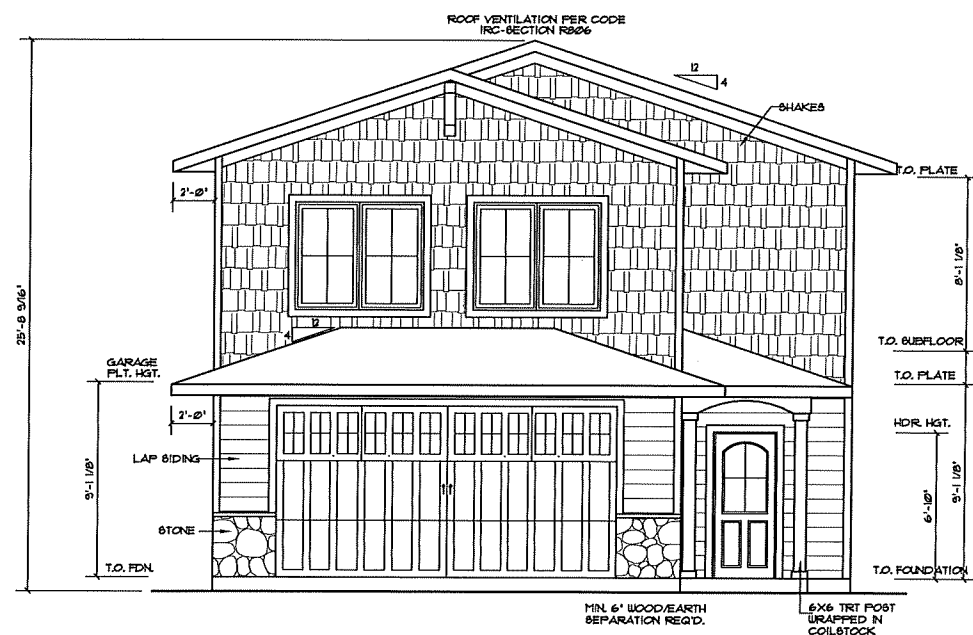 ROOF VENTILATION PER CODE
IRC-SECTION R806
12
4
SHAKES
T.O. PLATE
2'-0"
8'-1 1/8"
25'-8 9/16"
12
4
T.O. SUBFLOOR
GARAGE
PLT. HGT.
T.O. PLATE
2'-0"
HDR. HGT.
LAP SIDING
9'-1 1/8"
6'-10"
9'-1 1/8"
STONE
T.O. FDN.
T.O. FOUNDATION
MIN. 6" WOOD/EARTH
SEPARATION REQ'D.
6X6 TRT POST
WRAPPED IN
COILSTOCK